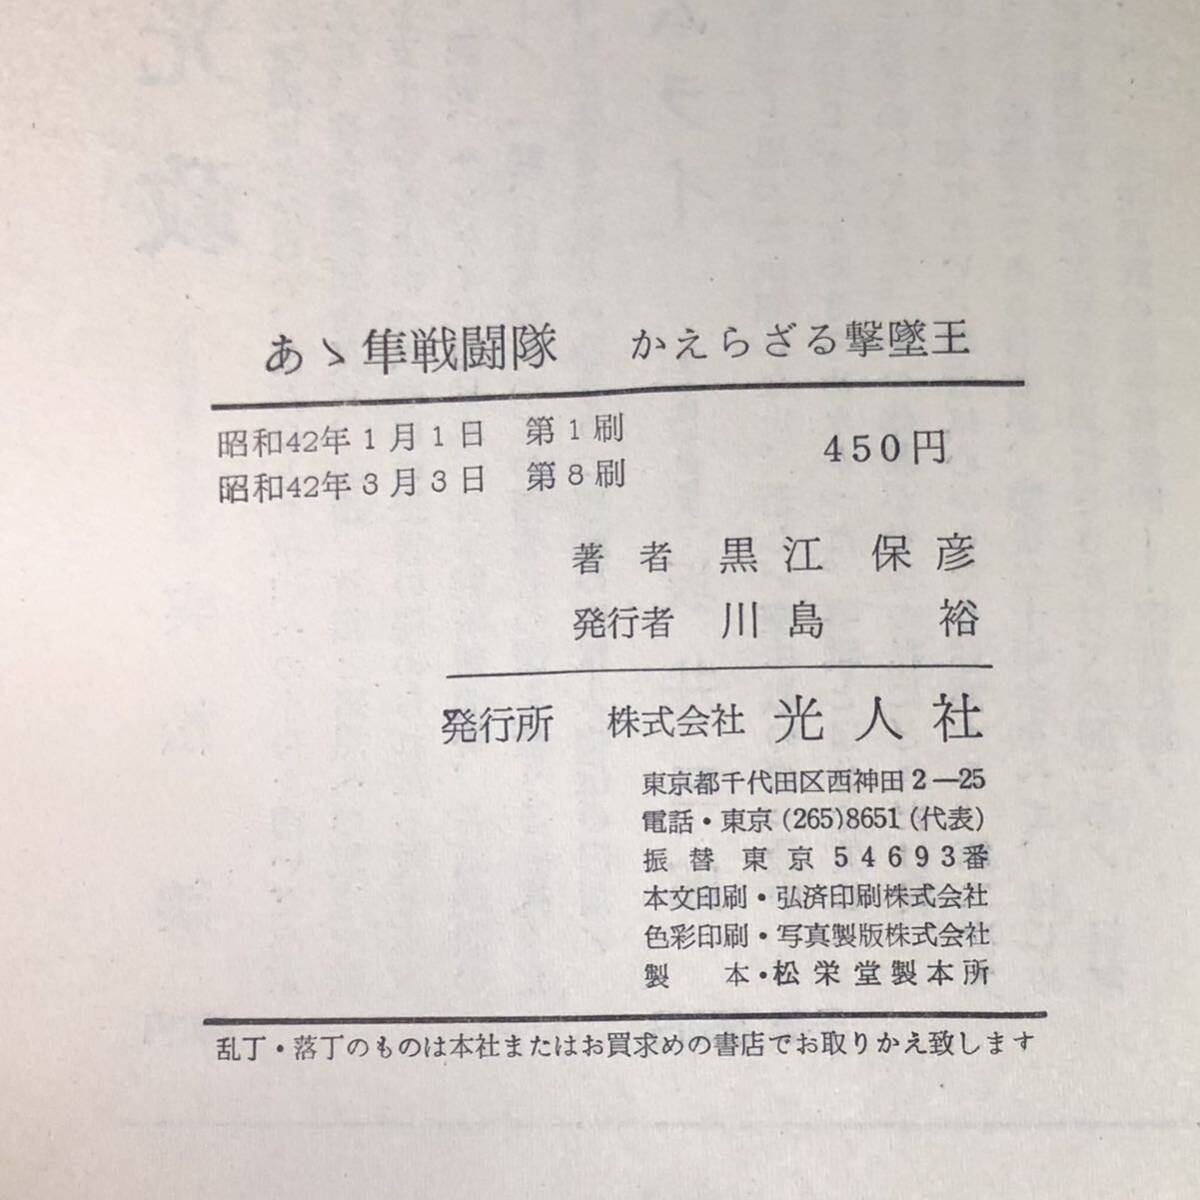 あゝ隼戦闘隊　かえらざる撃墜王
昭和42年1月1日　第1刷
昭和42年3月3日　第8刷
450円
著者　黒江保彦
発行者　川島　裕
発行所　株式会社　光人社
東京都千代田区西神田2―25
電話・東京(265)8651(代表)
振替東京54693番
本文印刷・弘済印刷株式会社
色彩印刷・写真製版株式会社
製　本・松栄堂製本所
乱丁・落丁のものは本社またはお買求めの書店でお取りかえ致します